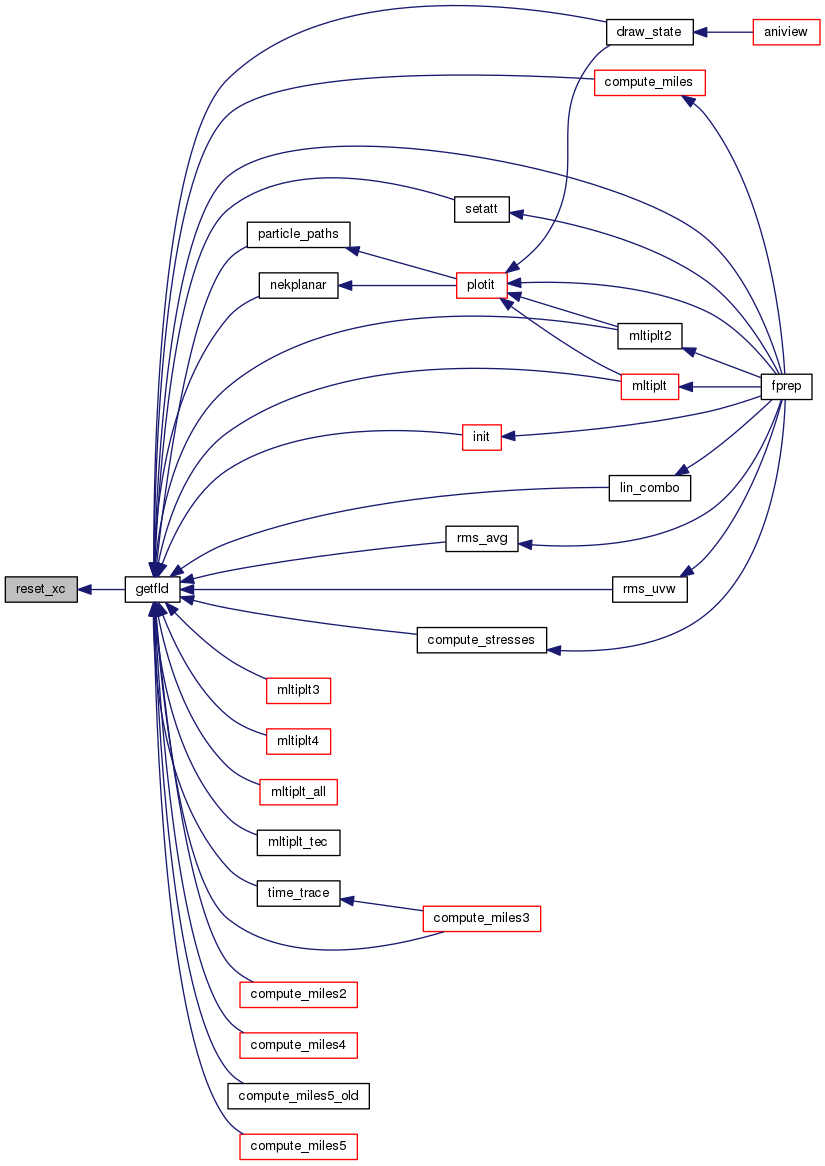 draw_state
aniview
compute_miles
setatt
particle_paths
nekplanar
plotit
mltiplt2
mltiplt
fprep
init
lin_combo
rms_avg
reset_xc
getfld
rms_uvw
compute_stresses
mltiplt3
mltiplt4
mltiplt_all
mltiplt_tec
time_trace
compute_miles3
compute_miles2
compute_miles4
compute_miles5_old
compute_miles5